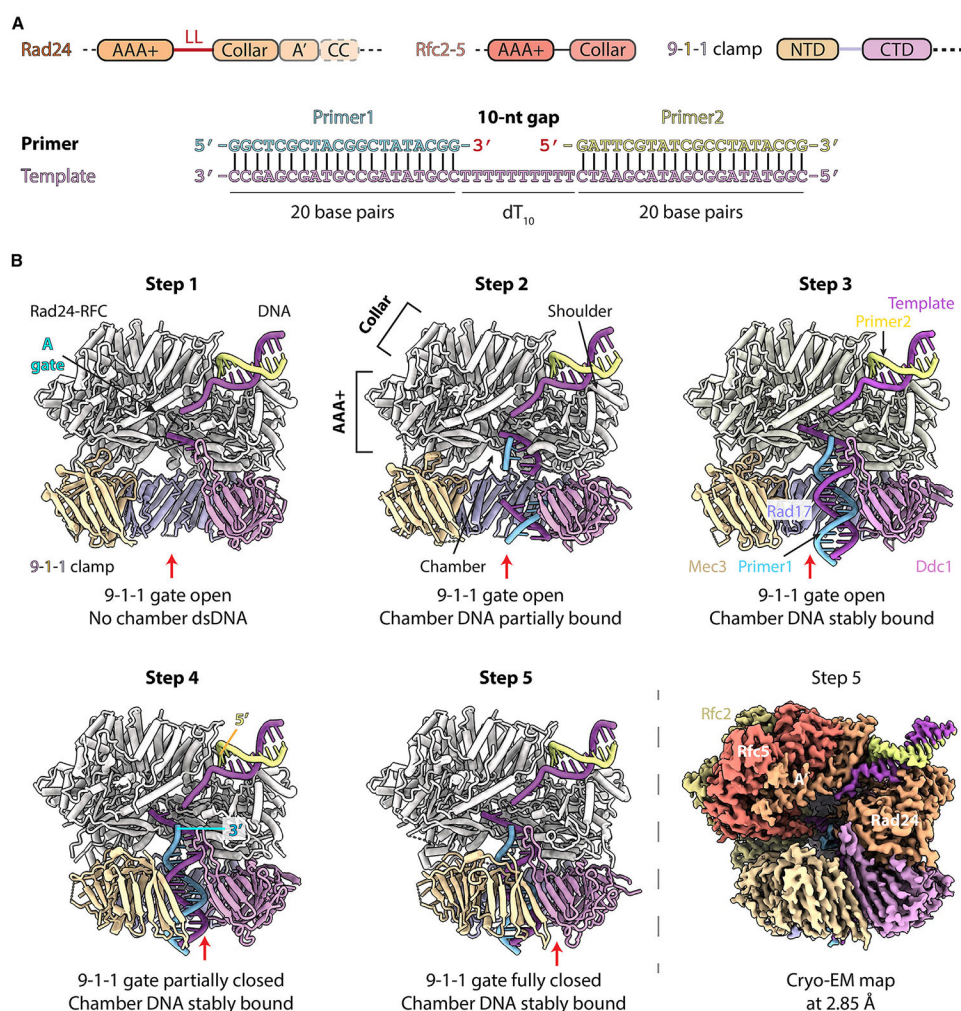 A
LL
Rad24 AAA+ Collar A' CC Rfc2-5 AAA+ Collar 9-1-1 clamp NTD CTD
Primer1 10-nt gap Primer2
Primer 5′ -GGCTCGCTACGGCTATACGG-3′ 5′ -GATTCGTATCGCCTATACCG-3′
Template 3′ -CCGAGCGATGCCGATATGCCTTTTTTTTTTCTAAGCATAGCGGATATGGC-5′
20 base pairs dT10 20 base pairs
B
Step 1
Rad24-RFC DNA
A
gate
9-1-1 clamp
9-1-1 gate open
No chamber dsDNA
Step 2
Collar
Shoulder
AAA+
Chamber
9-1-1 gate open
Chamber DNA partially bound
Step 3
Template
Primer2
Rad17
Mec3 Primer1 Ddc1
9-1-1 gate open
Chamber DNA stably bound
Step 4
5′
3′
9-1-1 gate partially closed
Chamber DNA stably bound
Step 5
9-1-1 gate fully closed
Chamber DNA stably bound
Step 5
Rfc2
Rfc5
A'
Rad24
Cryo-EM map
at 2.85 Å